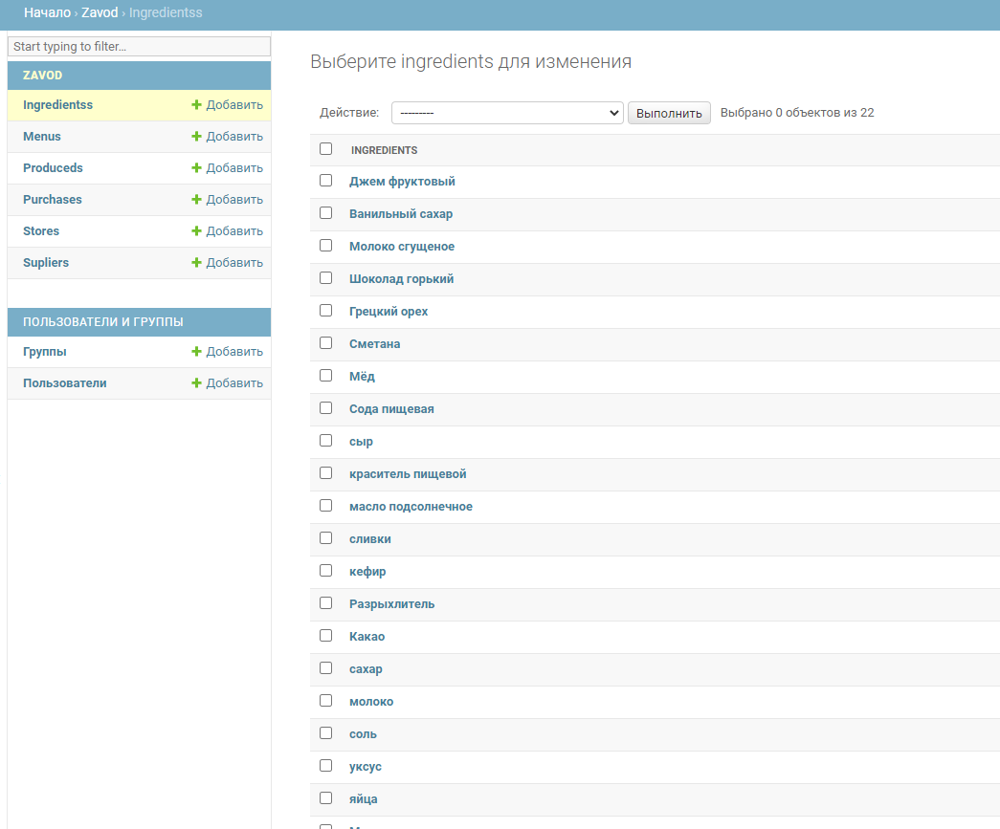 Начало › Zavod › Ingredientss
Start typing to filter...
ZAVOD
Ingredientss Добавить
Menus Добавить
Produceds Добавить
Purchases Добавить
Stores Добавить
Supliers Добавить
ПОЛЬЗОВАТЕЛИ И ГРУППЫ
Группы Добавить
Пользователи Добавить
Выберите ingredients для изменения
Действие: --------- Выполнить Выбрано 0 объектов из 22
INGREDIENTS
Джем фруктовый
Ванильный сахар
Молоко сгущеное
Шоколад горький
Грецкий орех
Сметана
Мёд
Сода пищевая
сыр
краситель пищевой
масло подсолнечное
сливки
кефир
Разрыхлитель
Какао
сахар
молоко
соль
уксус
яйца